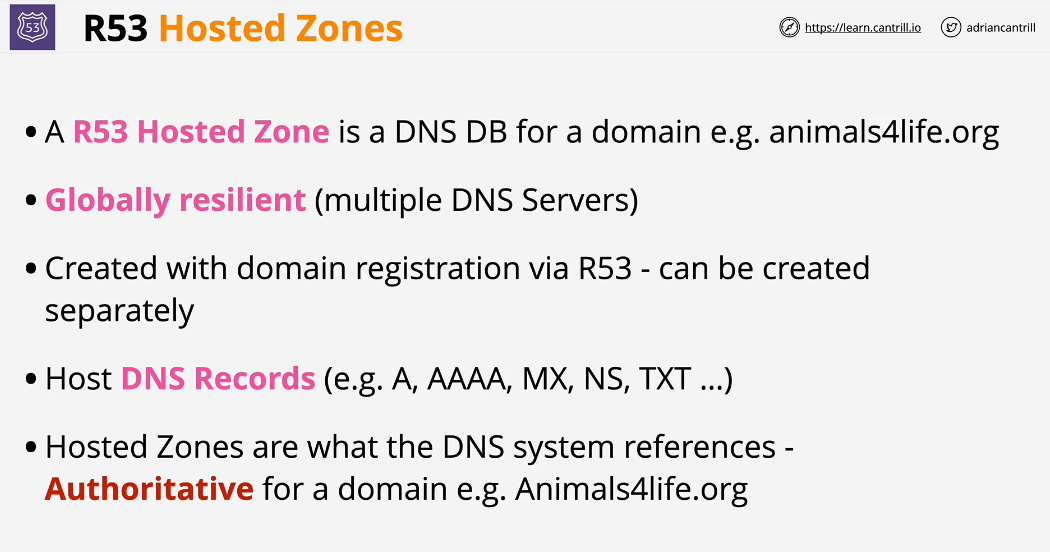 53
R53 Hosted Zones
https://learn.cantrill.io
adriancantrill
• A R53 Hosted Zone is a DNS DB for a domain e.g. animals4life.org
• Globally resilient (multiple DNS Servers)
• Created with domain registration via R53 - can be created
separately
• Host DNS Records (e.g. A, AAAA, MX, NS, TXT ...)
• Hosted Zones are what the DNS system references -
Authoritative for a domain e.g. Animals4life.org